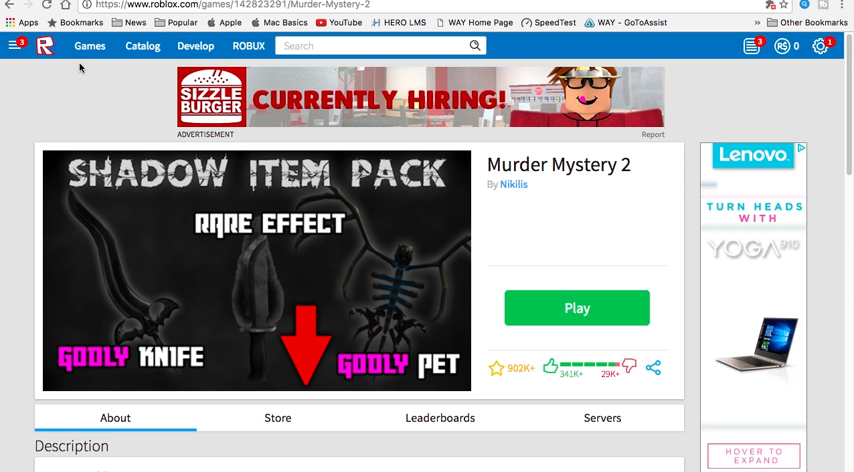 https://www.roblox.com/games/142823291/Murder-Mystery-2
Apps Bookmarks News Popular Apple Mac Basics YouTube HERO LMS WAY Home Page SpeedTest WAY - GoToAssist » Other Bookmarks
3 R Games Catalog Develop ROBUX Search 3 R$ 0 1
SIZZLE BURGER
CURRENTLY HIRING!
ADVERTISEMENT Report
SHADOW ITEM PACK
RARE EFFECT
GODLY KNIFE
GODLY PET
Murder Mystery 2
By Nikilis
Play
902K+ 341K+ 29K+
About Store Leaderboards Servers
Description
Lenovo
TURN HEADS
WITH
YOGA 910
HOVER TO
EXPAND